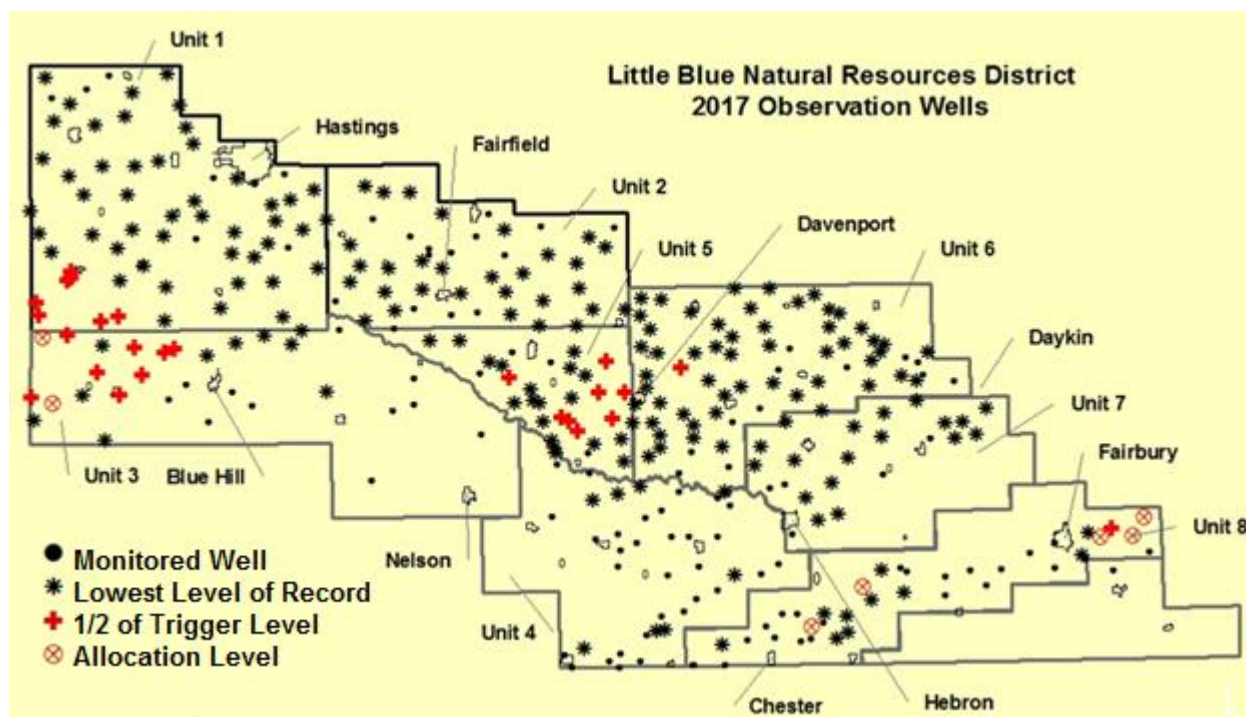 Unit 1
Little Blue Natural Resources District
2017 Observation Wells
Hastings
Fairfield
Unit 2
Davenport
Unit 5
Unit 6
Daykin
Unit 7
Fairbury
Unit 3
Blue Hill
Unit 8
Nelson
Monitored Well
Lowest Level of Record
1/2 of Trigger Level
Allocation Level
Unit 4
Chester
Hebron